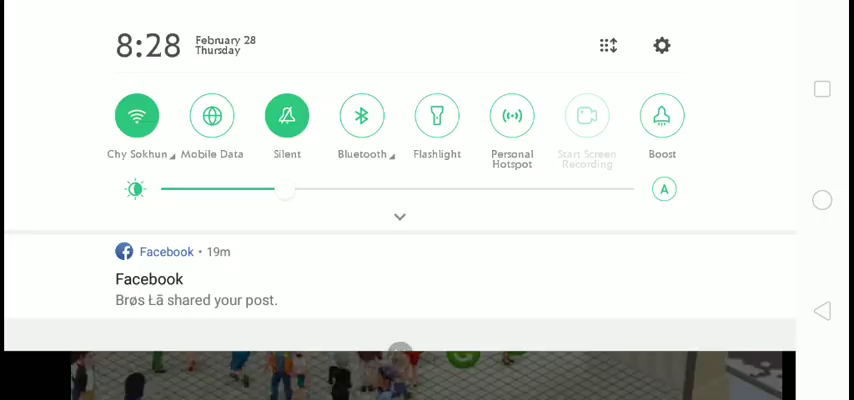 8:28
February 28
Thursday
Chy Sokhun
Mobile Data
Silent
Bluetooth
Flashlight
Personal
Hotspot
Start Screen
Recording
Boost
A
Facebook • 19m
Facebook
Brøs Łā shared your post.